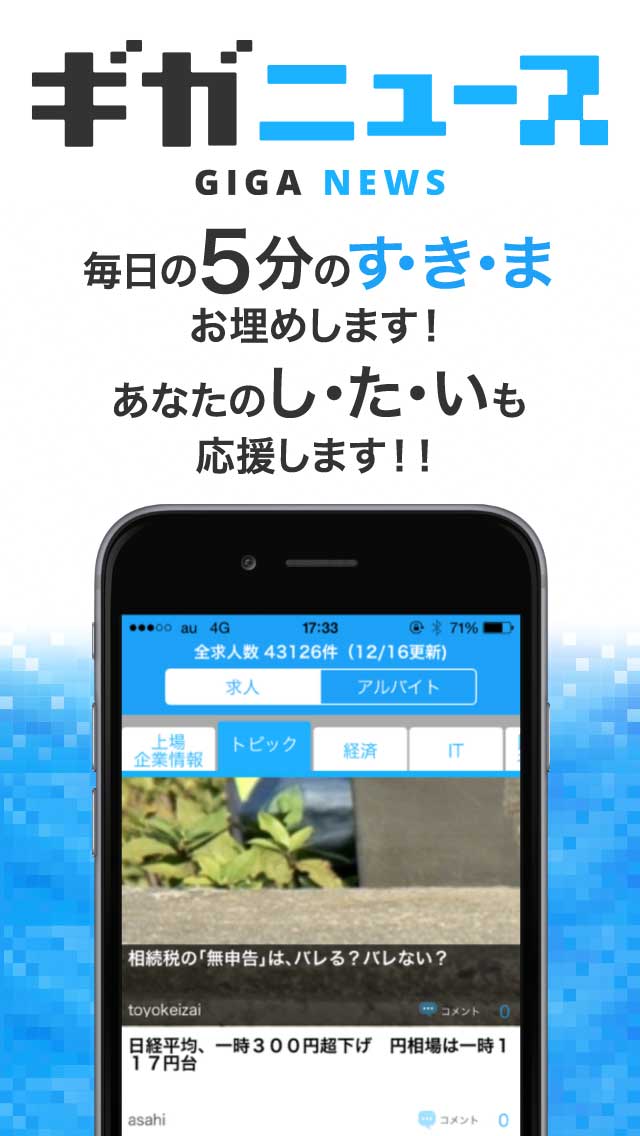 ギガニュース
GIGA NEWS
毎日の5分のす・き・ま
お埋めします!
あなたのし・た・いも
応援します!!
au 4G 17:33 71%
全求人数 43126件（12/16更新)
求人 アルバイト
上場
企業情報 トピック 経済 IT
相続税の「無申告」は、バレる？バレない？
toyokeizai コメント 0
日経平均、一時３００円超下げ　円相場は一時１
１７円台
asahi コメント 0